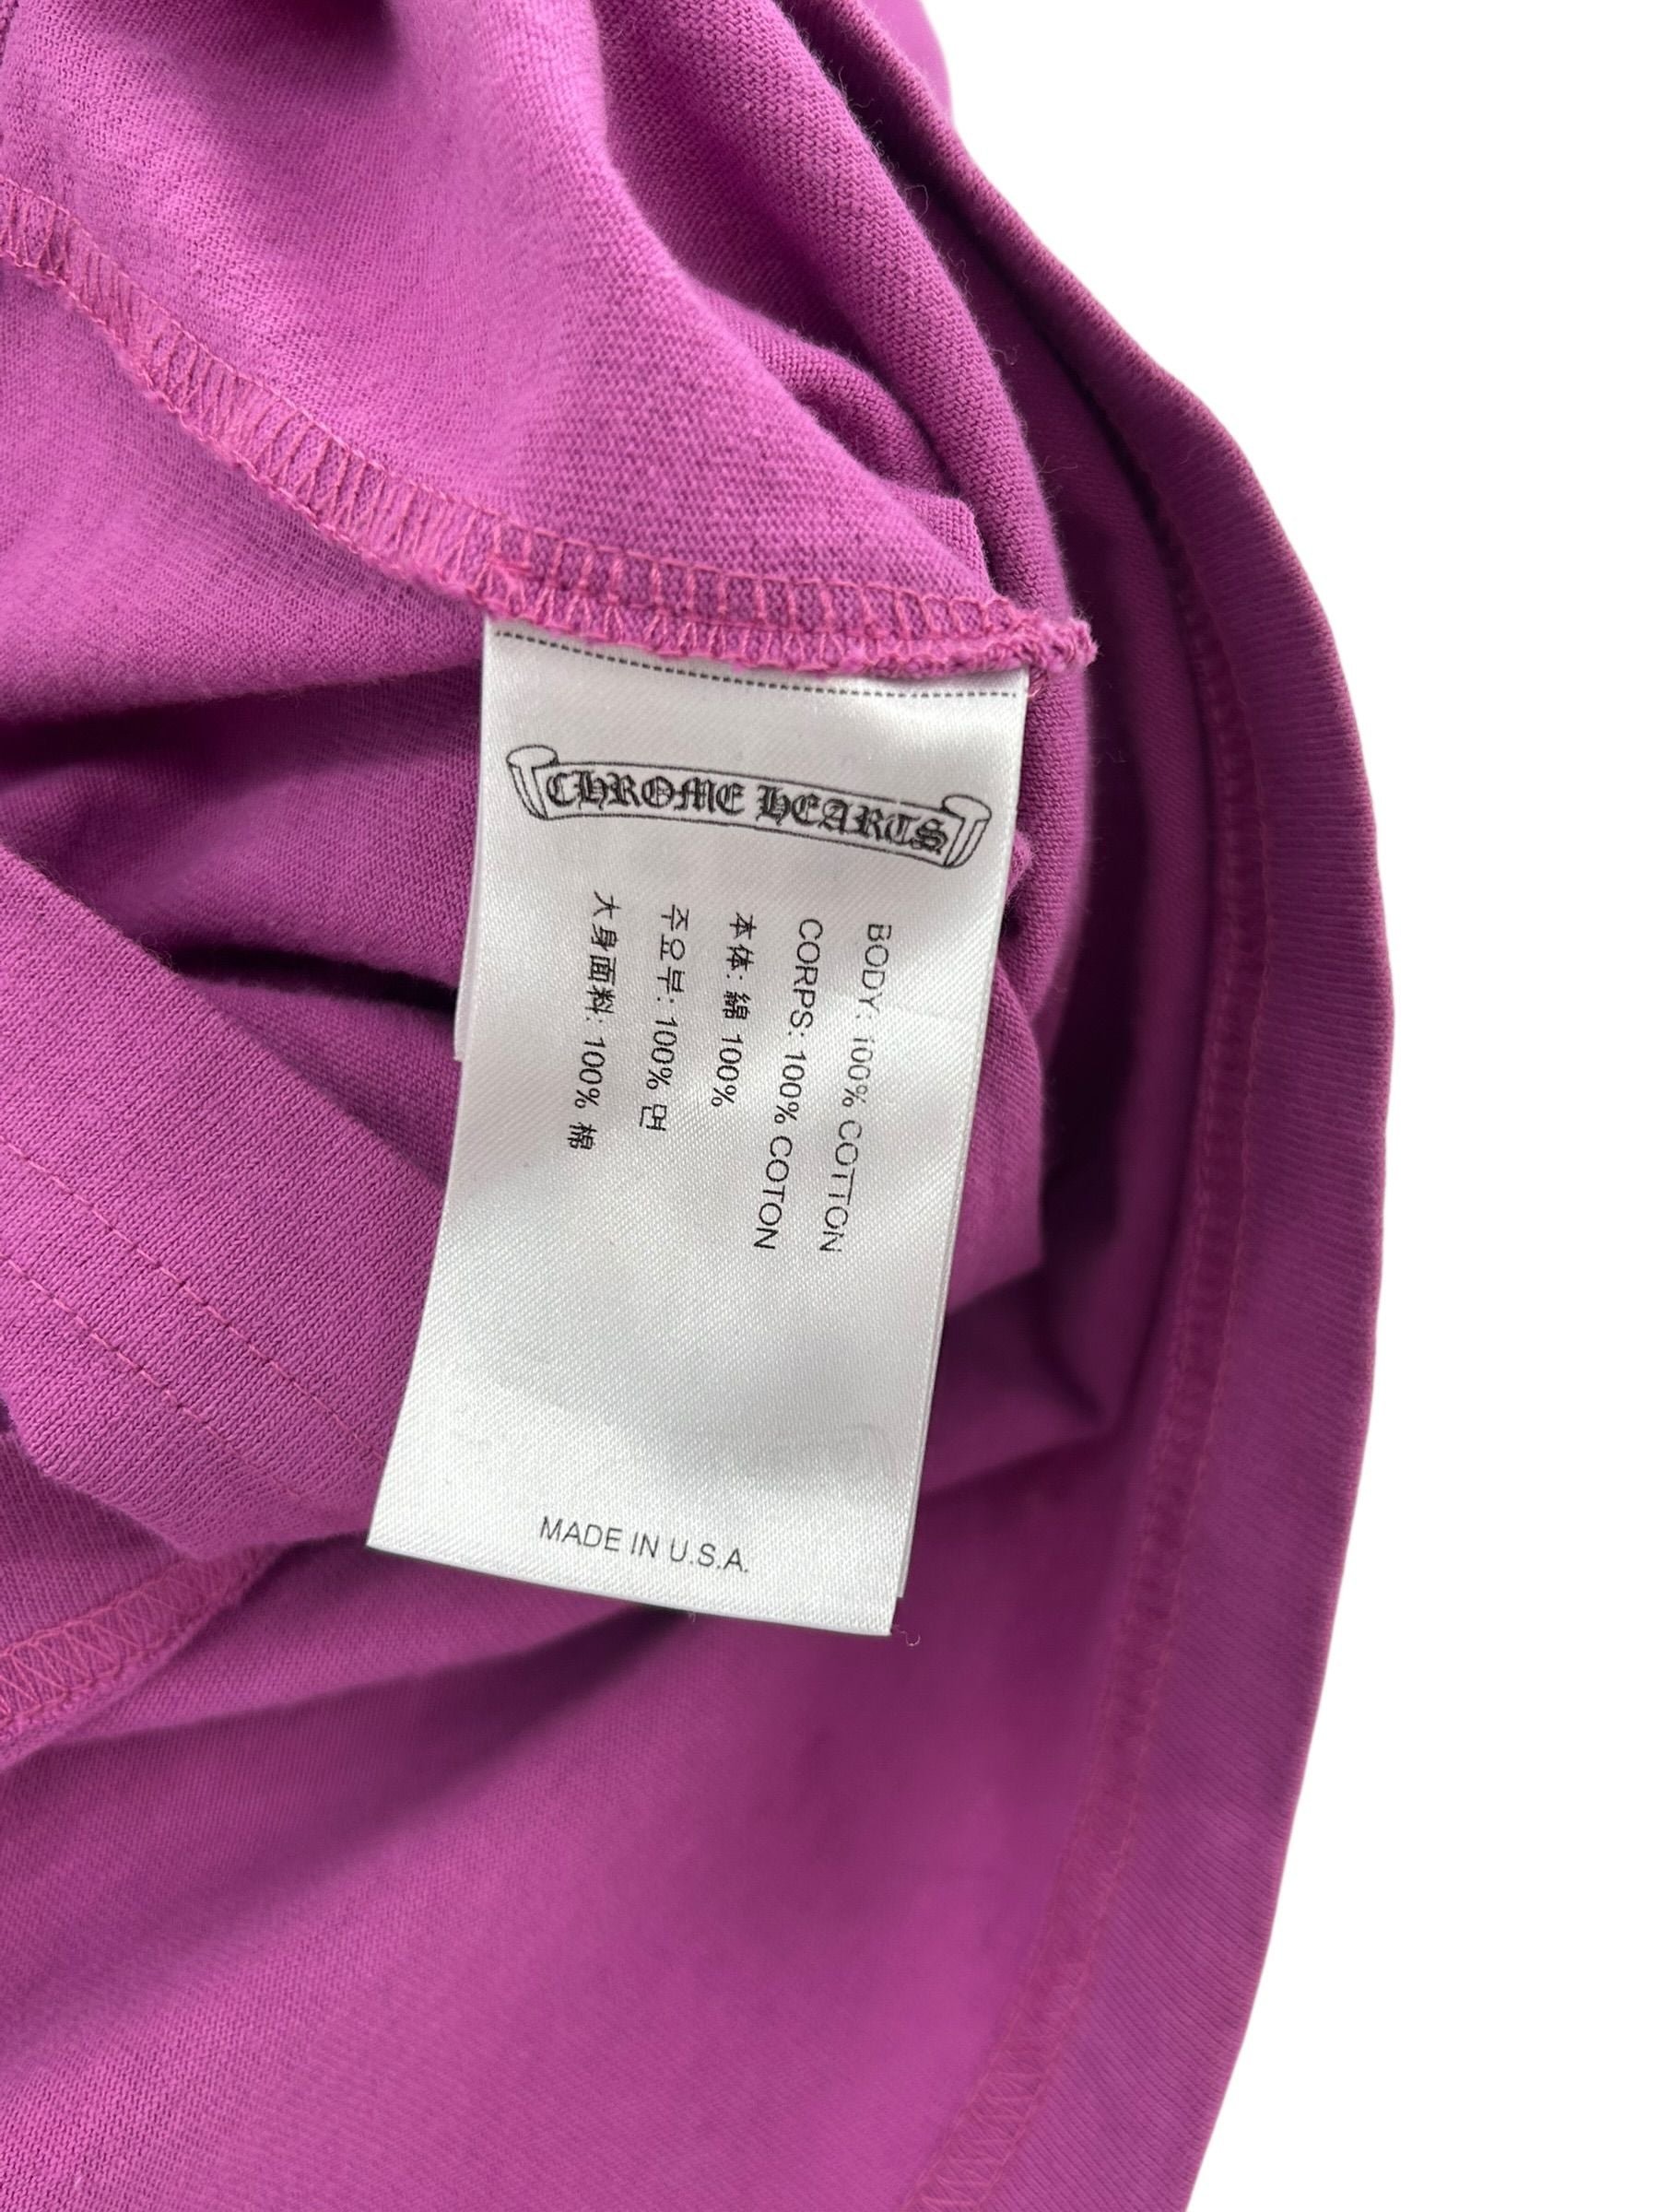 CHROME HEARTS
BODY: 100% COTTON
CORPS: 100% COTON
本体: 綿 100%
주요부: 100% 면
大身面料: 100% 棉
MADE IN U.S.A.